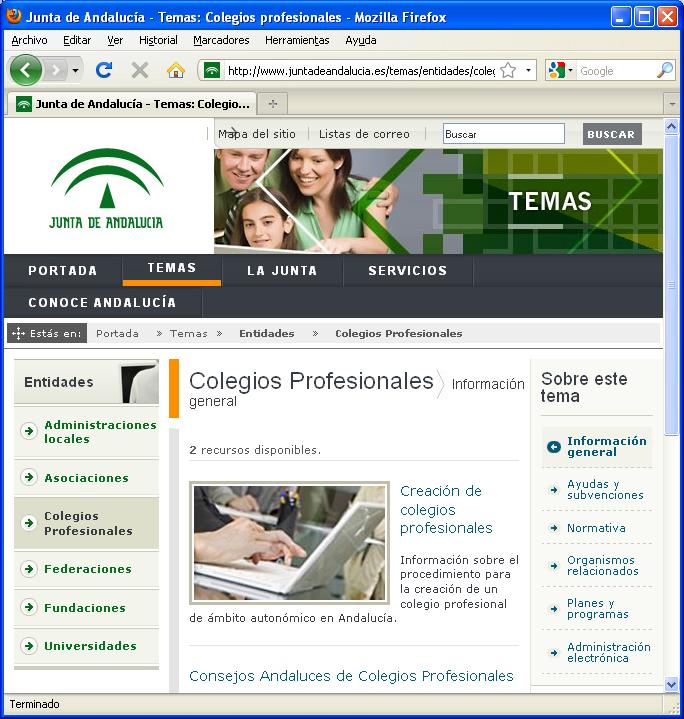 Junta de Andalucía - Temas: Colegios profesionales - Mozilla Firefox
Archivo Editar Ver Historial Marcadores Herramientas Ayuda
http://www.juntadeandalucia.es/temas/entidades/coleg
Google
Junta de Andalucía - Temas: Colegio...
Mapa del sitio Listas de correo Buscar BUSCAR
JUNTA DE ANDALUCIA
TEMAS
PORTADA TEMAS LA JUNTA SERVICIOS
CONOCE ANDALUCÍA
Estás en: Portada » Temas » Entidades » Colegios Profesionales
Entidades
Administraciones
locales
Asociaciones
Colegios
Profesionales
Federaciones
Fundaciones
Universidades
Colegios Profesionales Información
general
2 recursos disponibles.
Creación de
colegios
profesionales
Información sobre el
procedimiento para
la creación de un
colegio profesional
de ámbito autonómico en Andalucía.
Consejos Andaluces de Colegios Profesionales
Sobre este
tema
Información
general
Ayudas y
subvenciones
Normativa
Organismos
relacionados
Planes y
programas
Administración
electrónica
Terminado